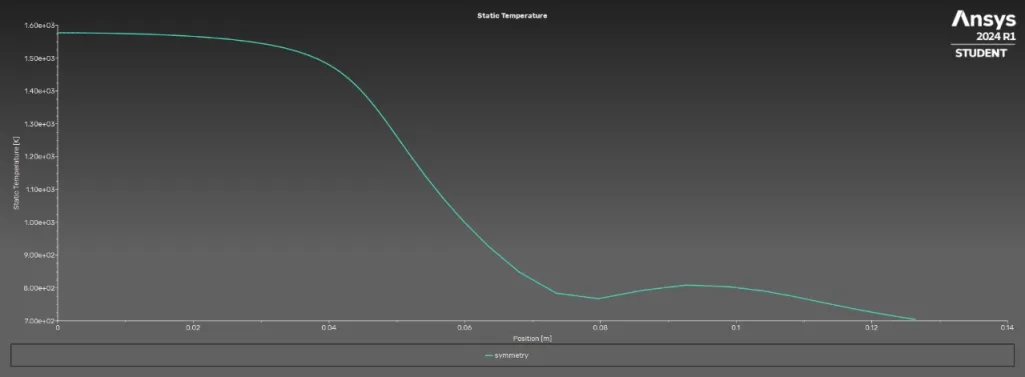 Static Temperature
Ansys
2024 R1
STUDENT
1.60e+03
1.50e+03
1.40e+03
1.30e+03
1.20e+03
1.10e+03
1.00e+03
9.00e+02
8.00e+02
7.00e+02
Static Temperature [K]
0
0.02
0.04
0.06
0.08
0.1
0.12
0.14
Position [m]
symmetry